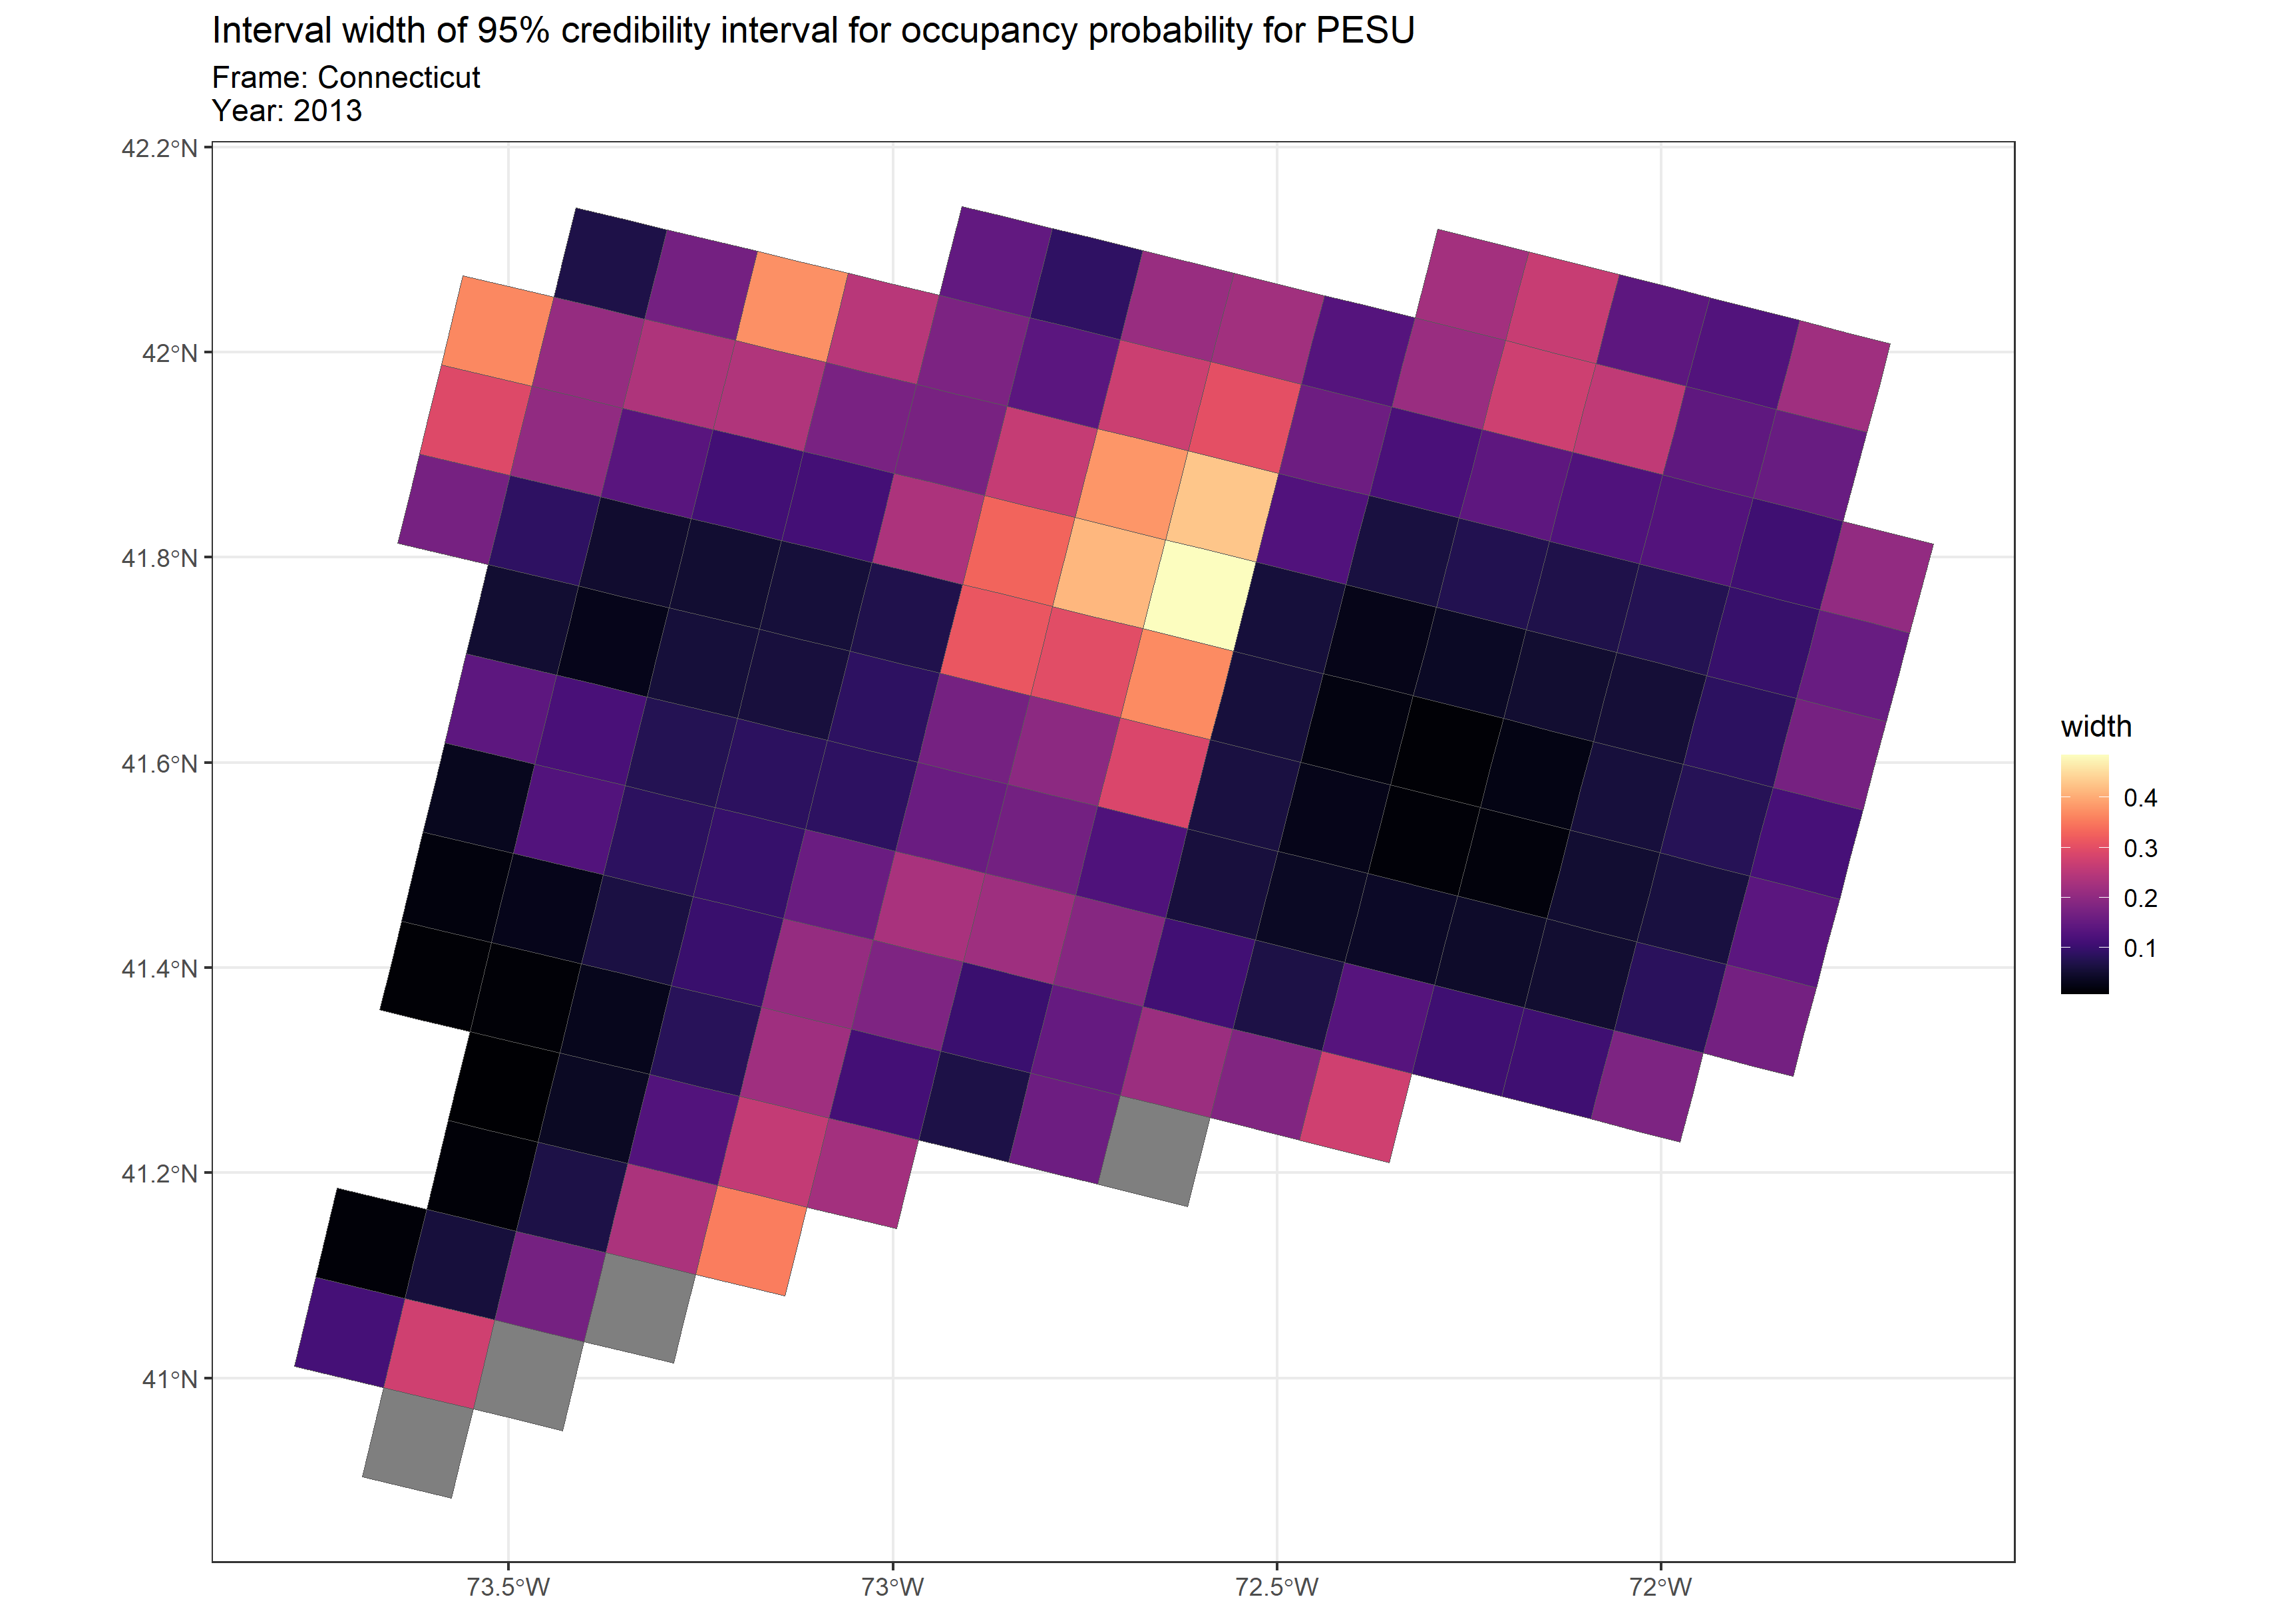 Interval width of 95% credibility interval for occupancy probability for PESU
Frame: Connecticut
Year: 2013
42.2°N
42°N
41.8°N
41.6°N
41.4°N
41.2°N
41°N
73.5°W
73°W
72.5°W
72°W
width
0.4
0.3
0.2
0.1